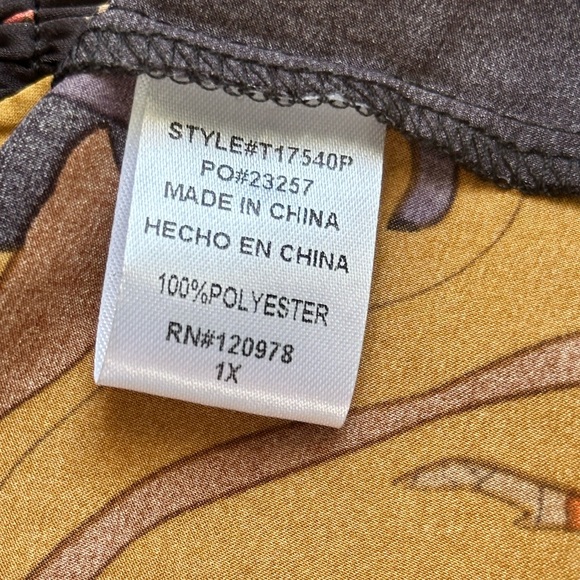 STYLE#T17540P
PO#23257
MADE IN CHINA
HECHO EN CHINA
100%POLYESTER
RN#120978
1X